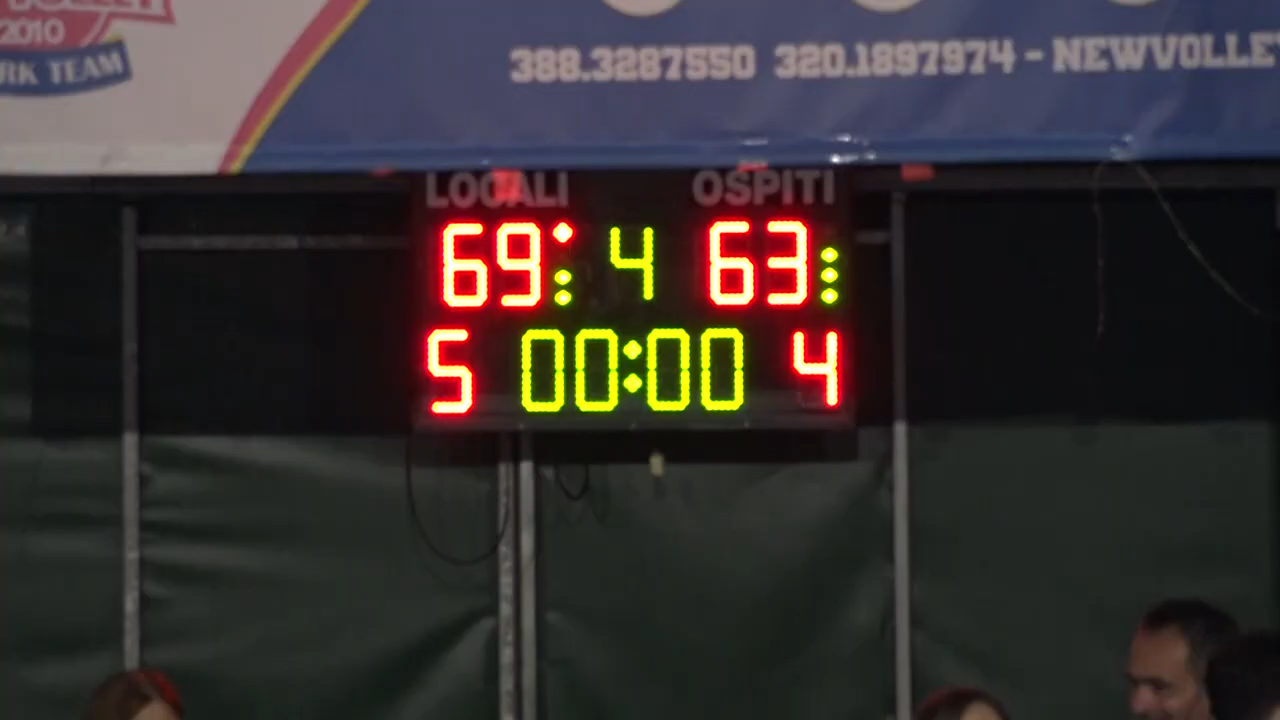 2010
RK TEAM
388.3287550 320.1897974 - NEWVOLLE
LOCALI OSPITI
69 4 63
5 00:00 4